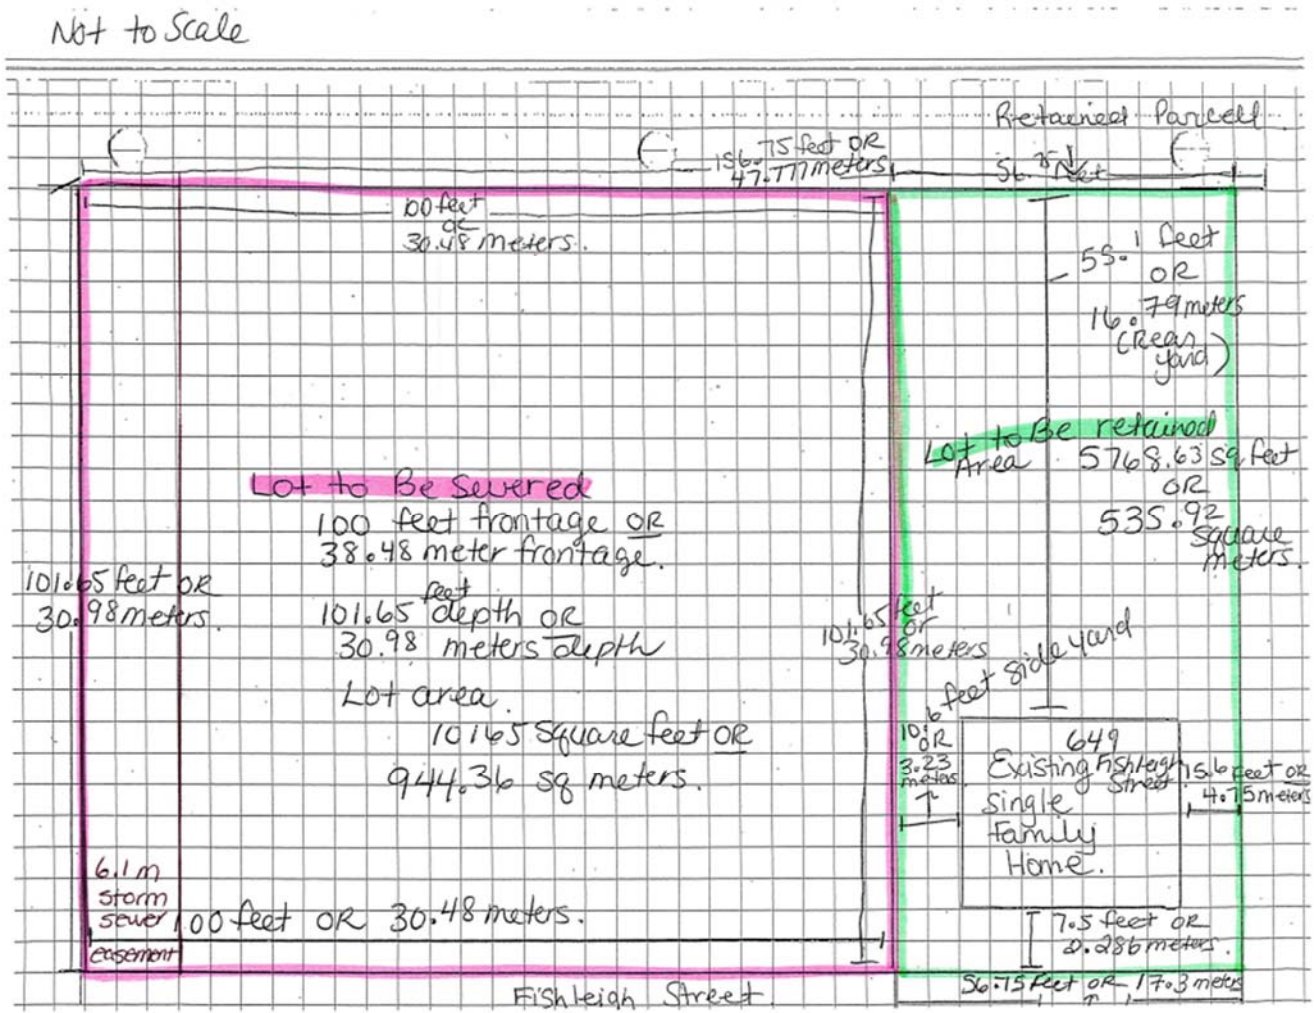 Not to Scale
Retained Parcell
156.75 feet OR
47.777 meters
56.75 feet
100 feet
OR
30.48 meters.
55.1 feet
OR
16.79 meters
(Rear
yard)
Lot to Be retained
Area 5768.63 sq feet
OR
535.92
square
meters.
Lot to Be Severed
100 feet frontage OR
38.48 meter frontage.
101.65 feet OR
30.98 meters.
feet
101.65 depth OR
30.98 meters depth
101.65 feet
or
30.98 meters
Lot area.
10165 Square feet OR
944.36 sq meters.
10.6 feet side yard
OR
3.23
meters
649
Existing Fishleigh
Street
Single
Family
Home.
15.6 feet OR
4.75 meters
6.1 m
storm
sewer
easement
100 feet OR 30.48 meters.
7.5 feet OR
2.286 meters.
56.75 feet OR 17.3 meters
Fishleigh Street